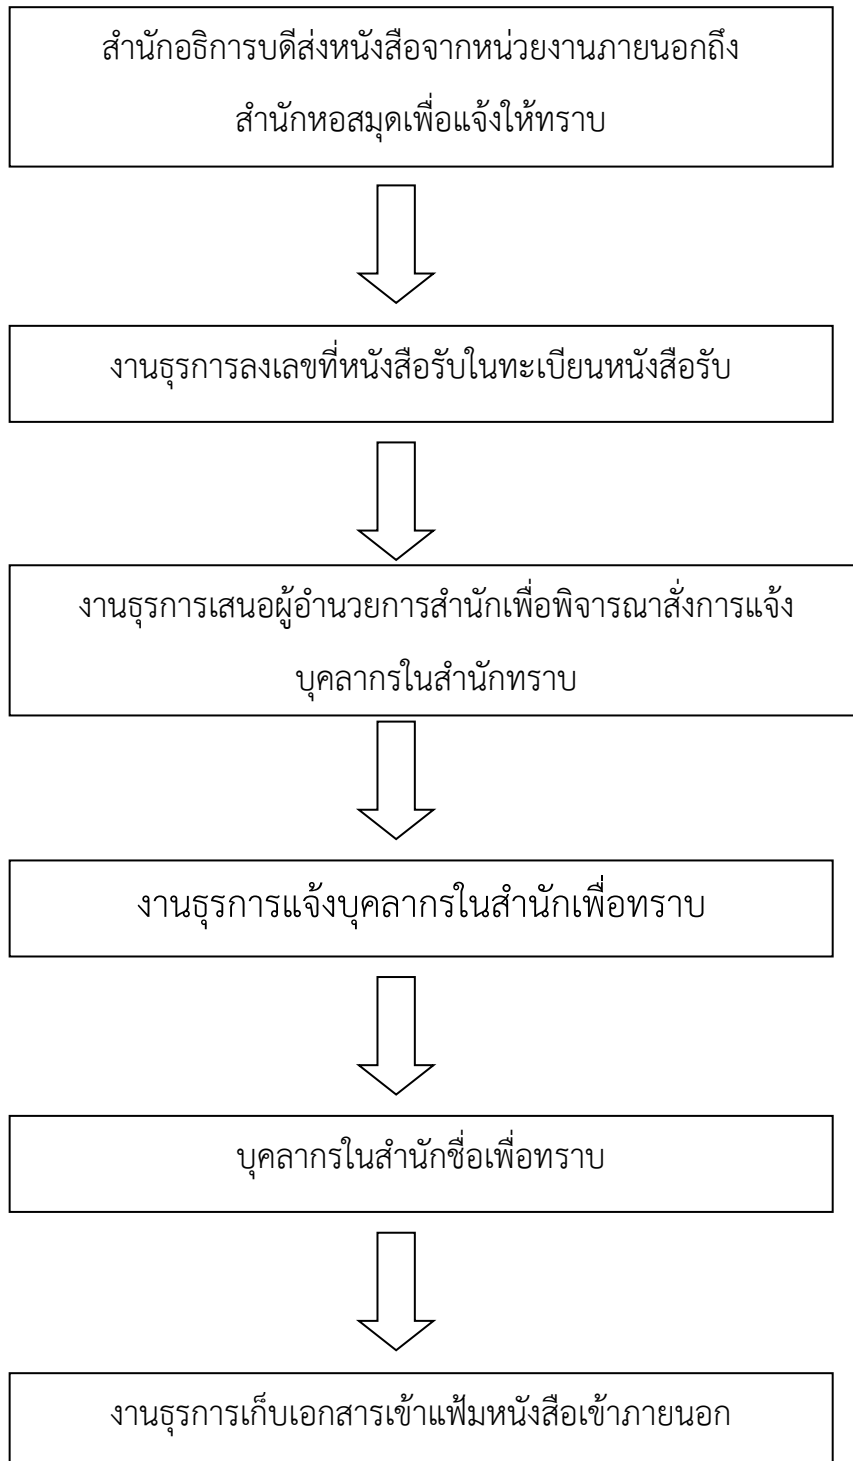 สำนักอธิการบดีส่งหนังสือจากหน่วยงานภายนอกถึง
สำนักหอสมุดเพื่อแจ้งให้ทราบ
งานธุรการลงเลขที่หนังสือรับในทะเบียนหนังสือรับ
งานธุรการเสนอผู้อำนวยการสำนักเพื่อพิจารณาสั่งการแจ้ง
บุคลากรในสำนักทราบ
งานธุรการแจ้งบุคลากรในสำนักเพื่อทราบ
บุคลากรในสำนักชื่อเพื่อทราบ
งานธุรการเก็บเอกสารเข้าแฟ้มหนังสือเข้าภายนอก